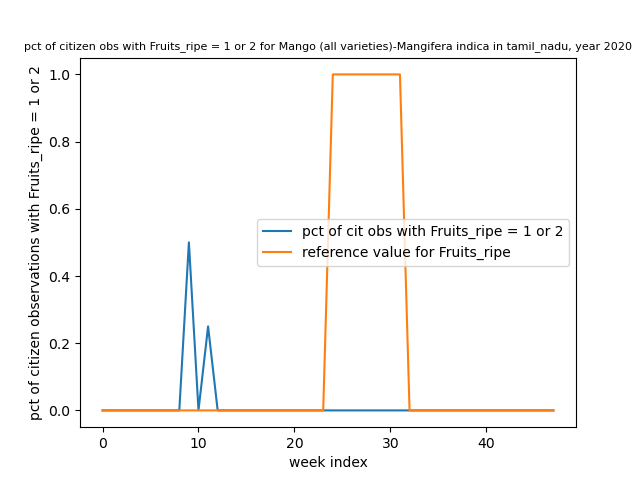 pct of citizen obs with Fruits_ripe = 1 or 2 for Mango (all varieties)-Mangifera indica in tamil_nadu, year 2020
pct of citizen observations with Fruits_ripe = 1 or 2
1.0
0.8
0.6
0.4
0.2
0.0
pct of cit obs with Fruits_ripe = 1 or 2
reference value for Fruits_ripe
0 10 20 30 40
week index